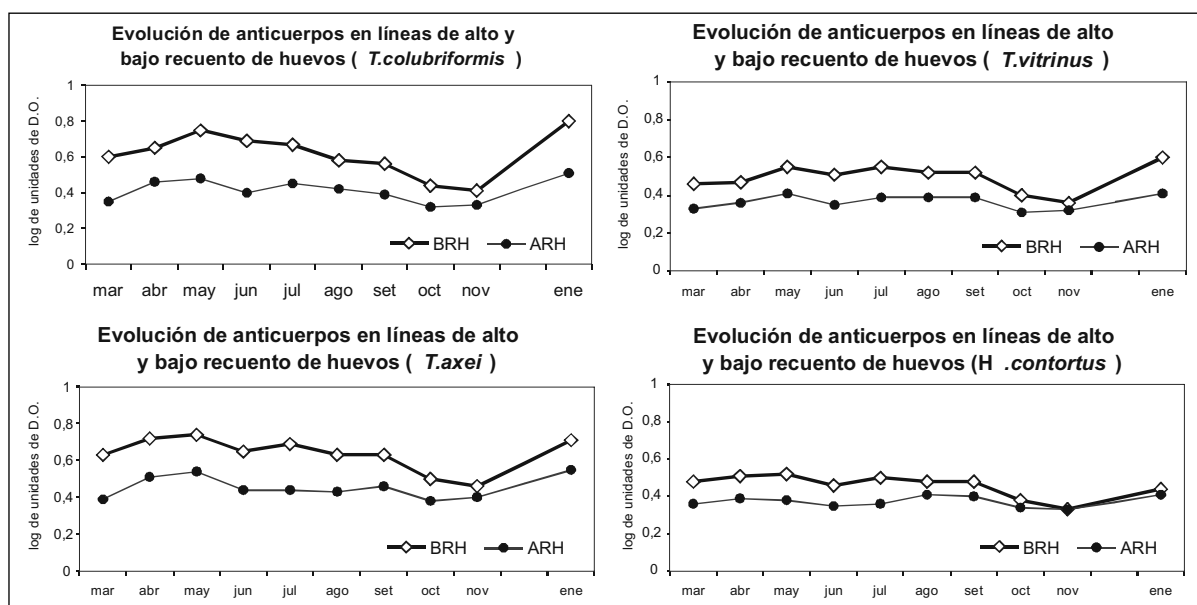 Evolución de anticuerpos en líneas de alto y
bajo recuento de huevos ( T.colubriformis )
log de unidades de D.O.
1
0,8
0,6
0,4
0,2
0
BRH ARH
mar abr may jun jul ago set oct nov ene
Evolución de anticuerpos en líneas de alto
y bajo recuento de huevos ( T.vitrinus )
log de unidades de D.O.
1
0,8
0,6
0,4
0,2
0
BRH ARH
mar abr may jun jul ago set oct nov ene
Evolución de anticuerpos en líneas de alto
y bajo recuento de huevos ( T.axei )
log de unidades de D.O.
1
0,8
0,6
0,4
0,2
0
BRH ARH
mar abr may jun jul ago set oct nov ene
Evolución de anticuerpos en líneas de alto
y bajo recuento de huevos (H .contortus )
log de unidades de D.O.
1
0,8
0,6
0,4
0,2
0
BRH ARH
mar abr may jun jul ago set oct nov ene